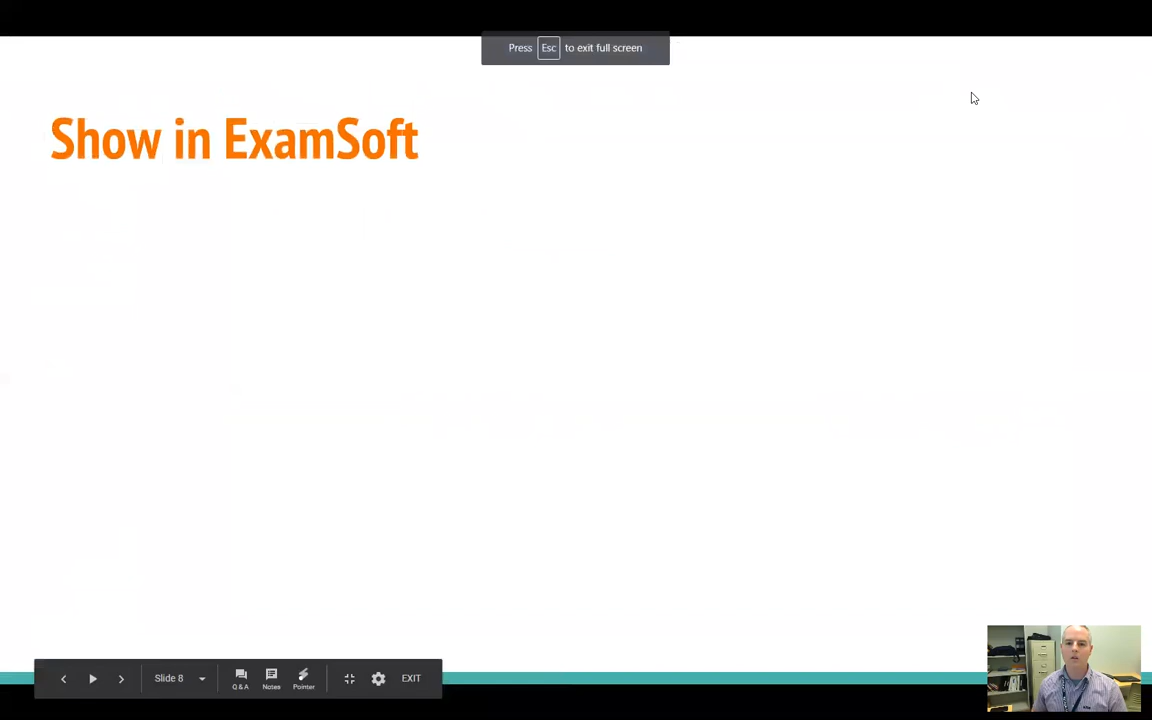 Press Esc to exit full screen
Show in ExamSoft
Slide 8
Q & A
Notes
Pointer
EXIT